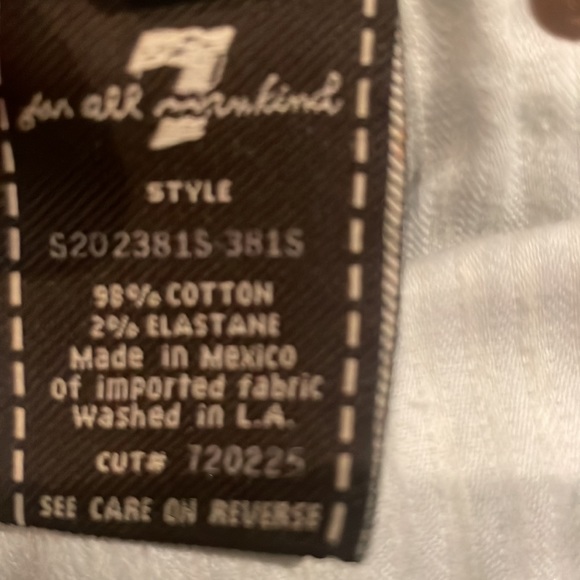 7
for all mankind
STYLE
S202381S-381S
98% COTTON
2% ELASTANE
Made in Mexico
of imported fabric
Washed in L.A.
CUT# 720225
SEE CARE ON REVERSE